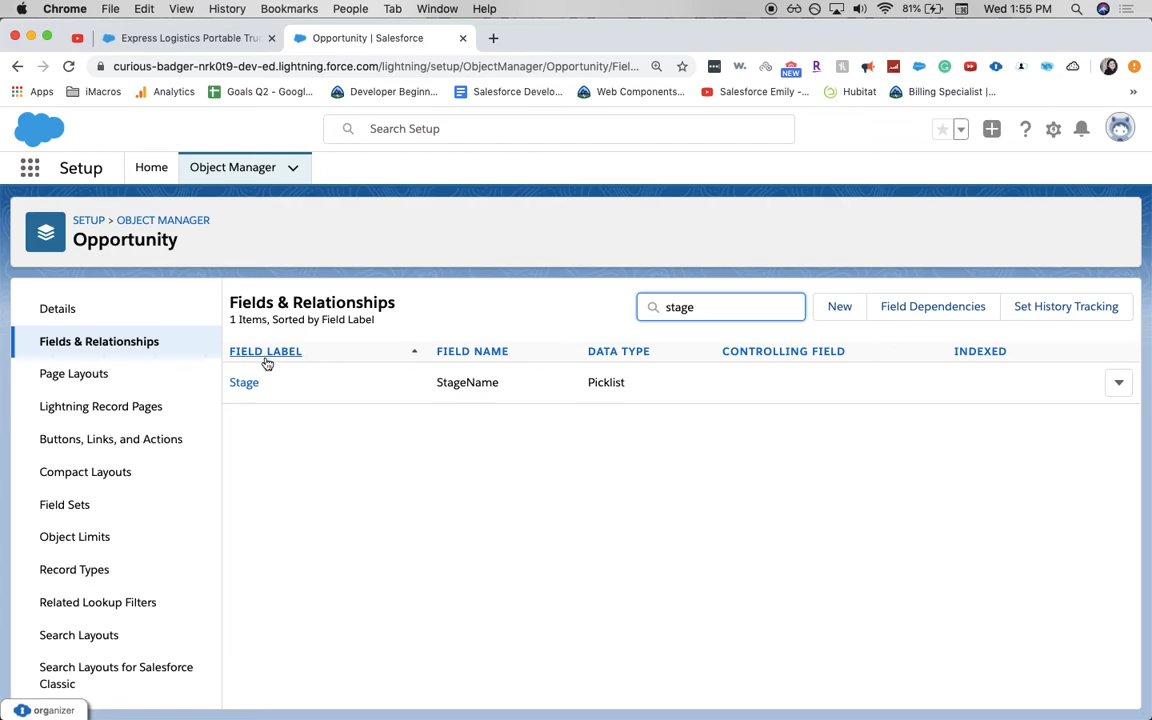 Chrome File Edit View History Bookmarks People Tab Window Help 81% Wed 1:55 PM
Express Logistics Portable Tru Opportunity | Salesforce
curious-badger-nrk0t9-dev-ed.lightning.force.com/lightning/setup/ObjectManager/Opportunity/Fiel... w. NEW R
Apps iMacros Analytics Goals Q2 - Googl... Developer Beginn... Salesforce Develo... Web Components... Salesforce Emily -... Hubitat Billing Specialist |... »
Search Setup
Setup Home Object Manager
SETUP > OBJECT MANAGER
Opportunity
Details
Fields & Relationships
Page Layouts
Lightning Record Pages
Buttons, Links, and Actions
Compact Layouts
Field Sets
Object Limits
Record Types
Related Lookup Filters
Search Layouts
Search Layouts for Salesforce
Classic
organizer
Fields & Relationships
1 Items, Sorted by Field Label
stage New Field Dependencies Set History Tracking
FIELD LABEL FIELD NAME DATA TYPE CONTROLLING FIELD INDEXED
Stage StageName Picklist